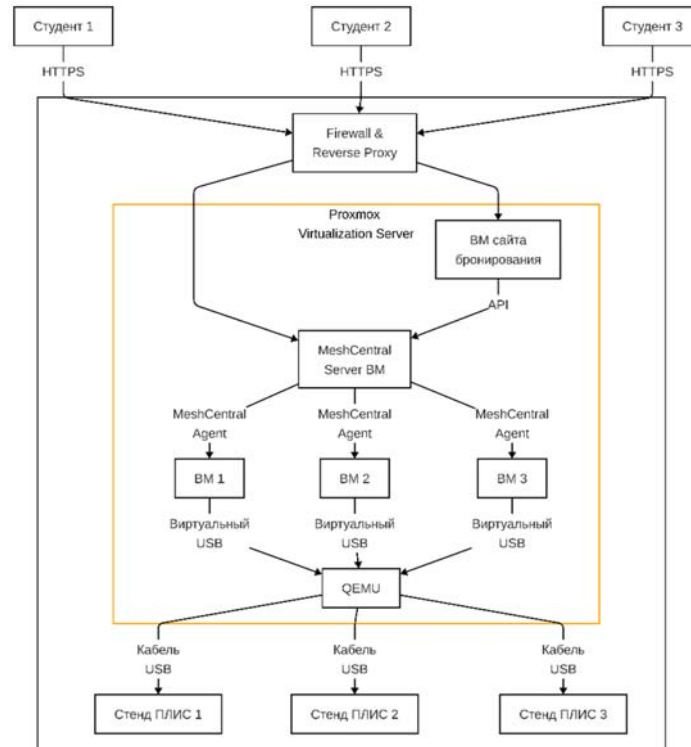 Студент 1
Студент 2
Студент 3
HTTPS
HTTPS
HTTPS
Firewall &
Reverse Proxy
Proxmox
Virtualization Server
ВМ сайта
бронирования
API
MeshCentral
Server ВМ
MeshCentral
Agent
MeshCentral
Agent
MeshCentral
Agent
ВМ 1
ВМ 2
ВМ 3
Виртуальный
USB
Виртуальный
USB
Виртуальный
USB
QEMU
Кабель
USB
Кабель
USB
Кабель
USB
Стенд ПЛИС 1
Стенд ПЛИС 2
Стенд ПЛИС 3